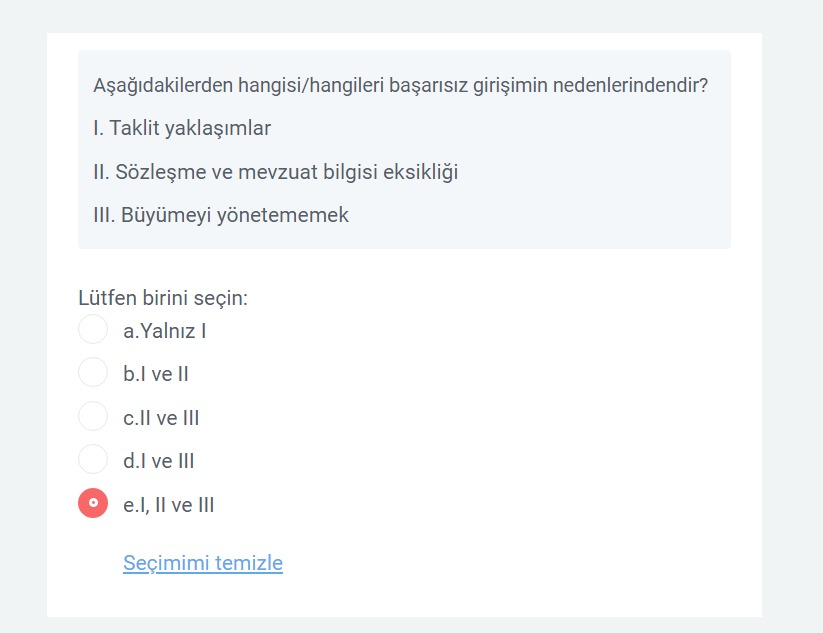 Aşağıdakilerden hangisi/hangileri başarısız girişimin nedenlerindendir?
I. Taklit yaklaşımlar
II. Sözleşme ve mevzuat bilgisi eksikliği
III. Büyümeyi yönetememek
Lütfen birini seçin:
a.Yalnız I
b.I ve II
c.II ve III
d.I ve III
e.I, II ve III
Seçimimi temizle